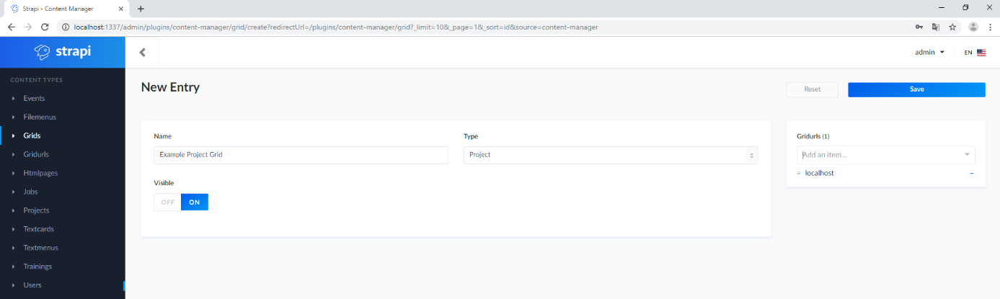 Strapi - Content Manager
localhost:1337/admin/plugins/content-manager/grid/create?redirectUrl=/plugins/content-manager/grid?_limit=10&_page=1&_sort=id&source=content-manager
strapi
admin
EN
CONTENT TYPES
Events
Filemenus
Grids
Gridurls
Htmlpages
Jobs
Projects
Textcards
Textmenus
Trainings
Users
New Entry
Reset
Save
Name
Example Project Grid
Type
Project
Visible
OFF
ON
Gridurls (1)
Add an item...
localhost